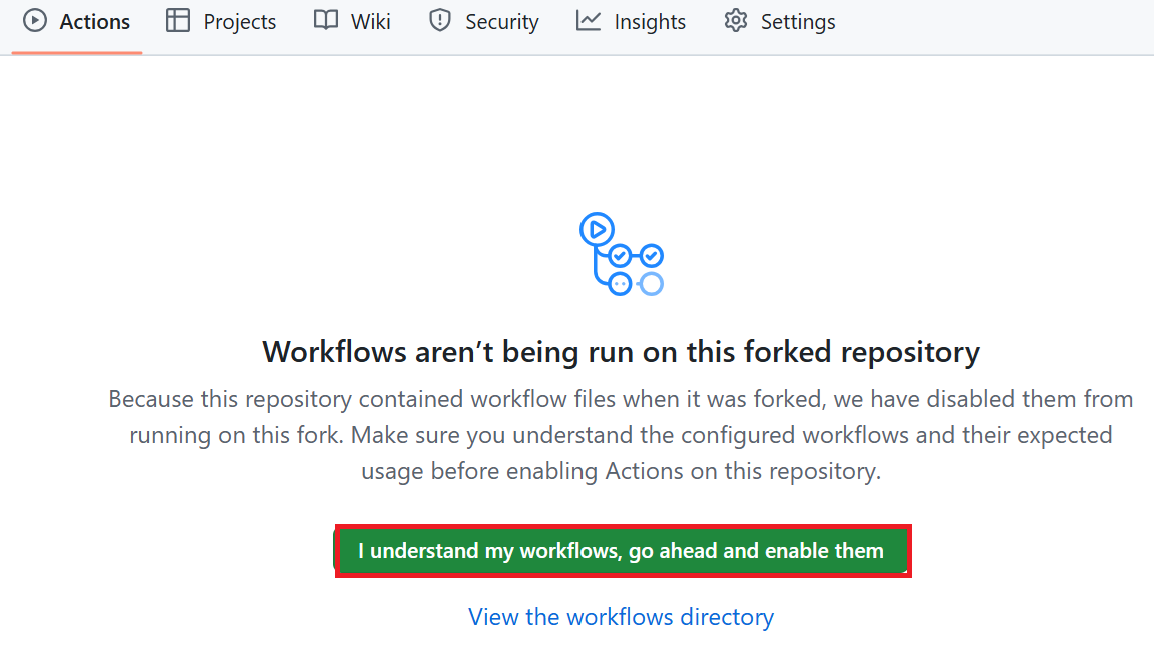 Actions Projects Wiki Security Insights Settings
Workflows aren’t being run on this forked repository
Because this repository contained workflow files when it was forked, we have disabled them from
running on this fork. Make sure you understand the configured workflows and their expected
usage before enabling Actions on this repository.
I understand my workflows, go ahead and enable them
View the workflows directory